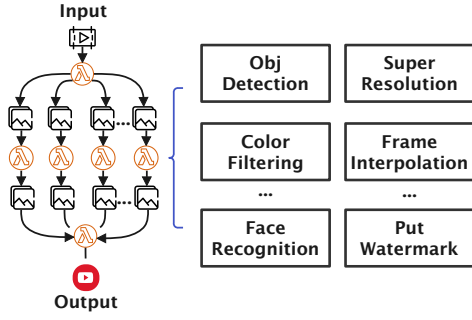 Input
Obj
Detection
Super
Resolution
Color
Filtering
Frame
Interpolation
...
...
Face
Recognition
Put
Watermark
Output